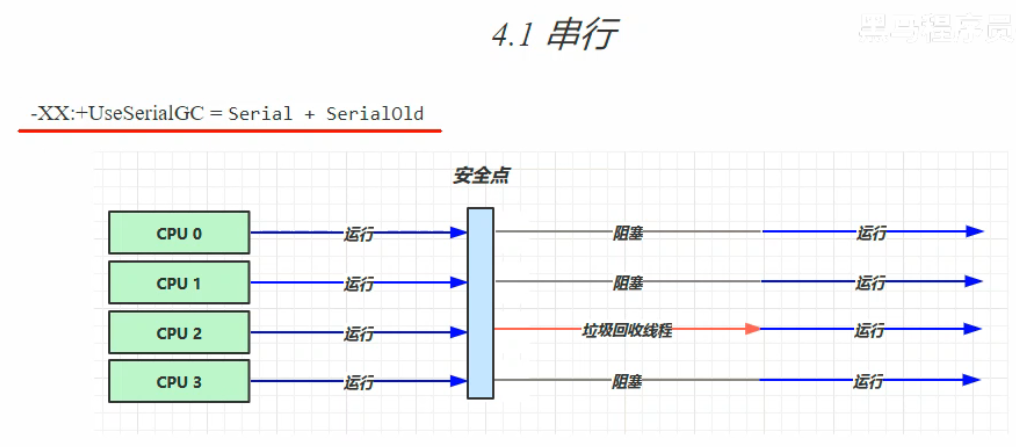 黑马程序员
4.1 串行
-XX:+UseSerialGC = Serial + SerialOld
安全点
CPU 0 运行 阻塞 运行
CPU 1 运行 阻塞 运行
CPU 2 运行 垃圾回收线程 运行
CPU 3 运行 阻塞 运行